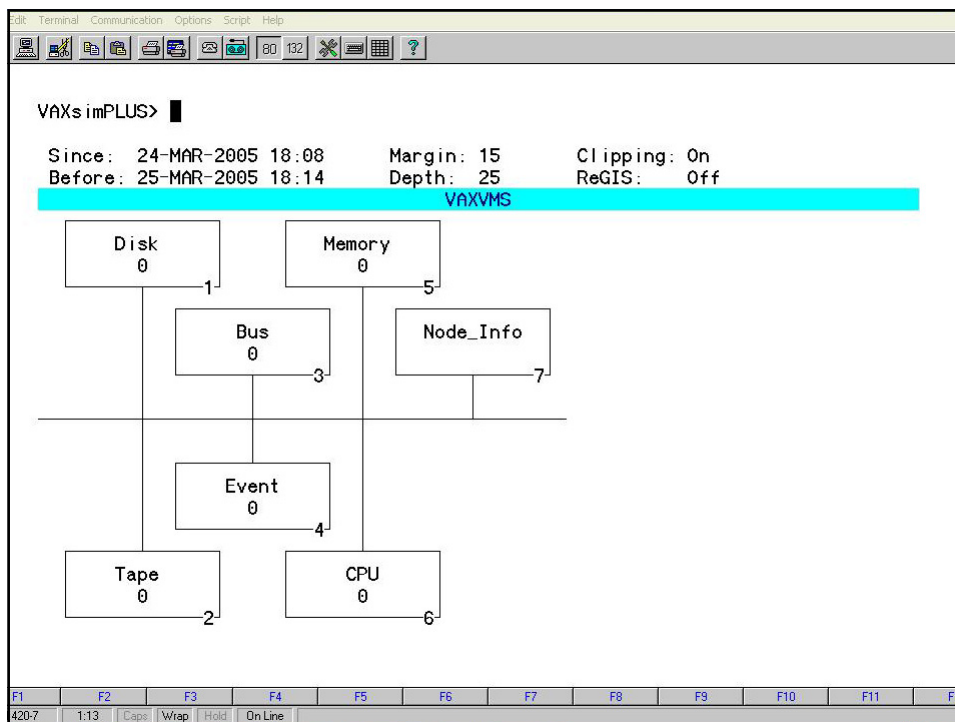 Edit Terminal Communication Options Script Help
80 132 ?
VAXsimPLUS>
Since: 24-MAR-2005 18:08 Margin: 15 Clipping: On
Before: 25-MAR-2005 18:14 Depth: 25 ReGIS: Off
VAXVMS
Disk
0
1
Memory
0
5
Bus
0
3
Node_Info
7
Event
0
4
Tape
0
2
CPU
0
6
F1 F2 F3 F4 F5 F6 F7 F8 F9 F10 F11 F
420-7 1:13 Caps Wrap Hold On Line